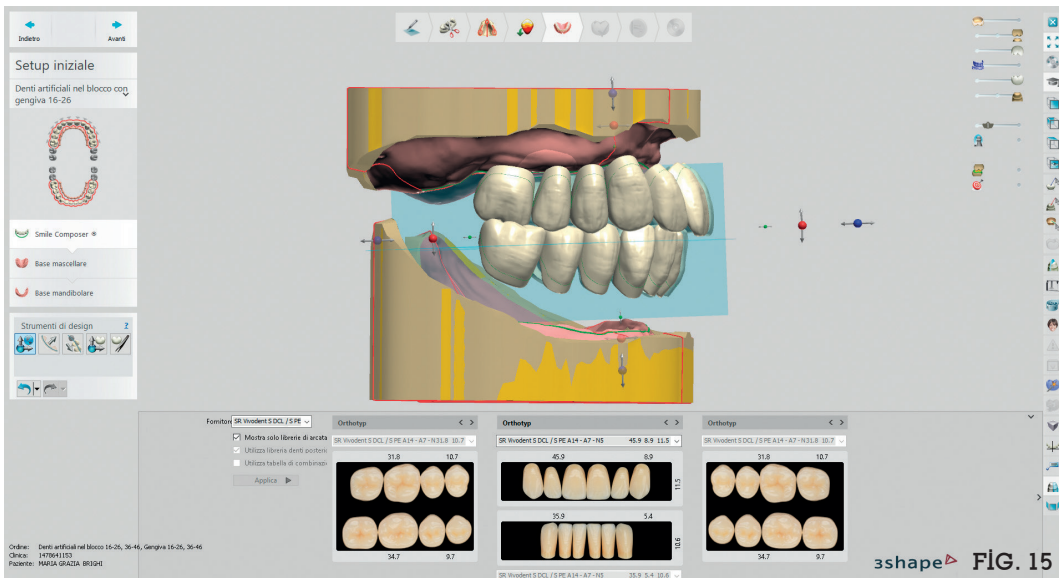 Indietro
Avanti
Setup iniziale
Denti artificiali nel blocco con
gengiva 16-26
Smile Composer
Base mascellare
Base mandibolare
Strumenti di design
2
SR Vivodent S DCL / S PE
Mostra solo librerie di arcata
Utilizza libreria denti posterio
Utilizza tabella di combinazi
Applica
Orthotyp
SR Vivodent S DCL / S PE A14 - A7 - N3 1.8 10.7
31.8 10.7
34.7 9.7
Orthotyp
SR Vivodent S DCL / S PE A14 - A7 - N5 45.9 8.9 11.5
45.9 8.9
11.5
35.9 5.4
10.6
SR Vivodent S DCL / S PE A14 - A7 - N5 35.9 5.4 10.6
Orthotyp
SR Vivodent S DCL / S PE A14 - A7 - N3 1.8 10.7
31.8 10.7
34.7 9.7
Ordine: Denti artificiali nel blocco 16-26, 36-46, Gengiva 16-26, 36-46
Clinica: 1478641153
Paziente: MARIA GRAZIA BRIGHI
3shape
FİG. 15